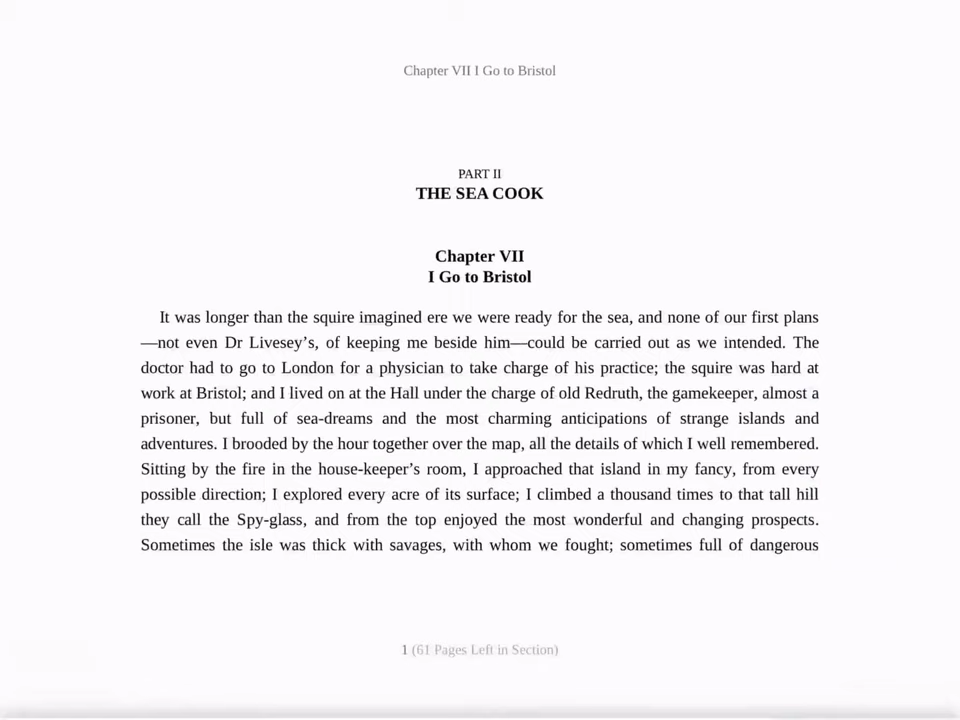 Chapter VII I Go to Bristol
PART II
THE SEA COOK
Chapter VII
I Go to Bristol
It was longer than the squire imagined ere we were ready for the sea, and none of our first plans
—not even Dr Livesey’s, of keeping me beside him—could be carried out as we intended. The
doctor had to go to London for a physician to take charge of his practice; the squire was hard at
work at Bristol; and I lived on at the Hall under the charge of old Redruth, the gamekeeper, almost a
prisoner, but full of sea-dreams and the most charming anticipations of strange islands and
adventures. I brooded by the hour together over the map, all the details of which I well remembered.
Sitting by the fire in the house-keeper’s room, I approached that island in my fancy, from every
possible direction; I explored every acre of its surface; I climbed a thousand times to that tall hill
they call the Spy-glass, and from the top enjoyed the most wonderful and changing prospects.
Sometimes the isle was thick with savages, with whom we fought; sometimes full of dangerous
1 (61 Pages Left in Section)